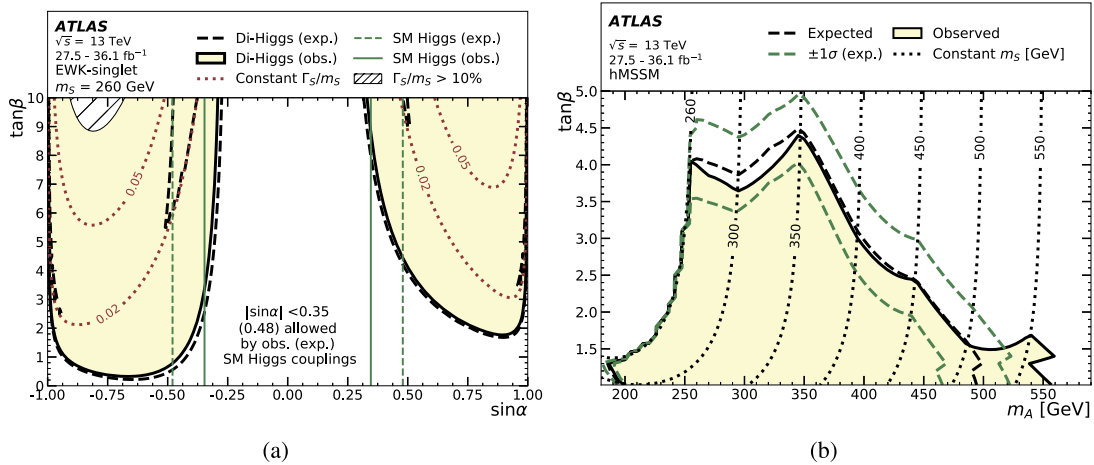 ATLAS
√s = 13 TeV
27.5 - 36.1 fb⁻¹
EWK-singlet
m_S = 260 GeV
Di-Higgs (exp.)
Di-Higgs (obs.)
Constant Γ_S/m_S
SM Higgs (exp.)
SM Higgs (obs.)
Γ_S/m_S > 10%
tanβ
10
9
8
7
6
5
4
3
2
1
0
0.05
0.02
0.05
0.02
|sinα| <0.35
(0.48) allowed
by obs. (exp.)
SM Higgs couplings
-1.00 -0.75 -0.50 -0.25 0.00 0.25 0.50 0.75 1.00
sinα
(a)
ATLAS
√s = 13 TeV
27.5 - 36.1 fb⁻¹
hMSSM
Expected
±1σ (exp.)
Observed
Constant m_S [GeV]
tanβ
5.0
4.5
4.0
3.5
3.0
2.5
2.0
1.5
1.0
260
300
350
400
450
500
550
200 250 300 350 400 450 500 550
m_A [GeV]
(b)